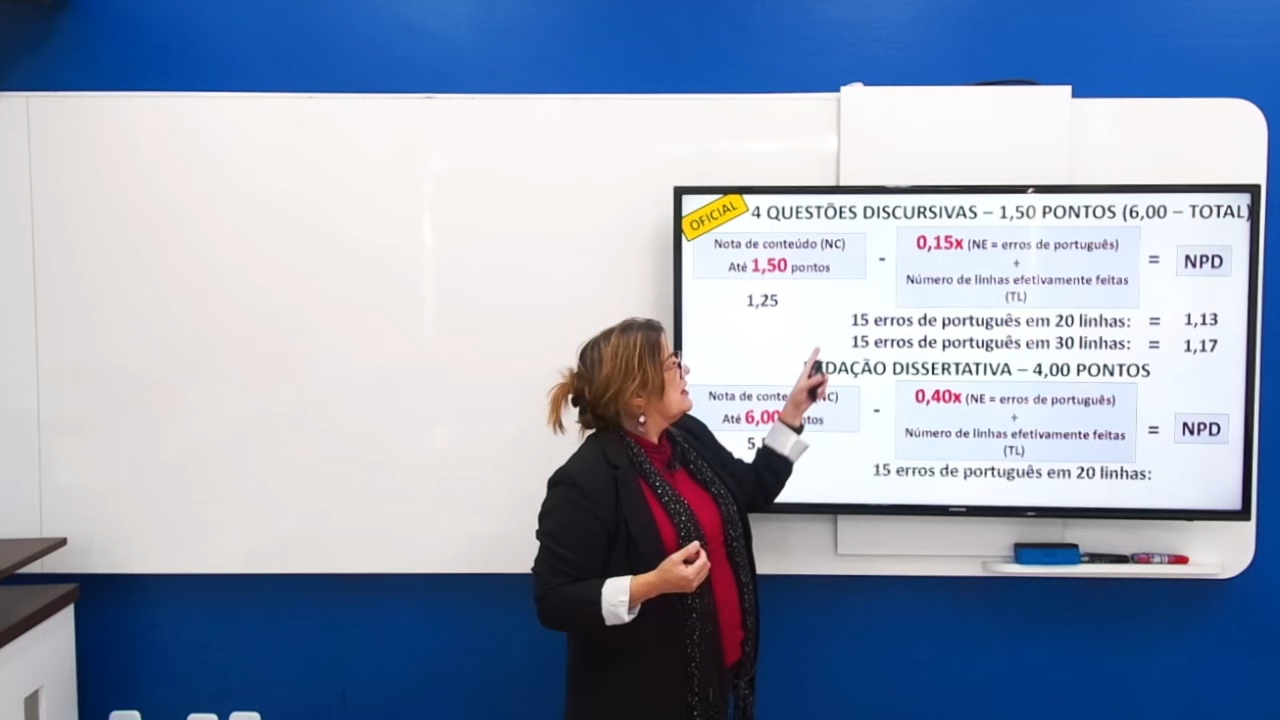 OFICIAL
4 QUESTÕES DISCURSIVAS – 1,50 PONTOS (6,00 – TOTAL)
Nota de conteúdo (NC)
Até 1,50 pontos
-
0,15x (NE = erros de português)
+
Número de linhas efetivamente feitas
(TL)
= NPD
1,25
15 erros de português em 20 linhas: = 1,13
15 erros de português em 30 linhas: = 1,17
DISSERTATIVA – 4,00 PONTOS
Nota de
Até 6,00
-
0,40x (NE = erros de português)
+
Número de linhas efetivamente feitas
(TL)
= NPD
15 erros de português em 20 linhas: